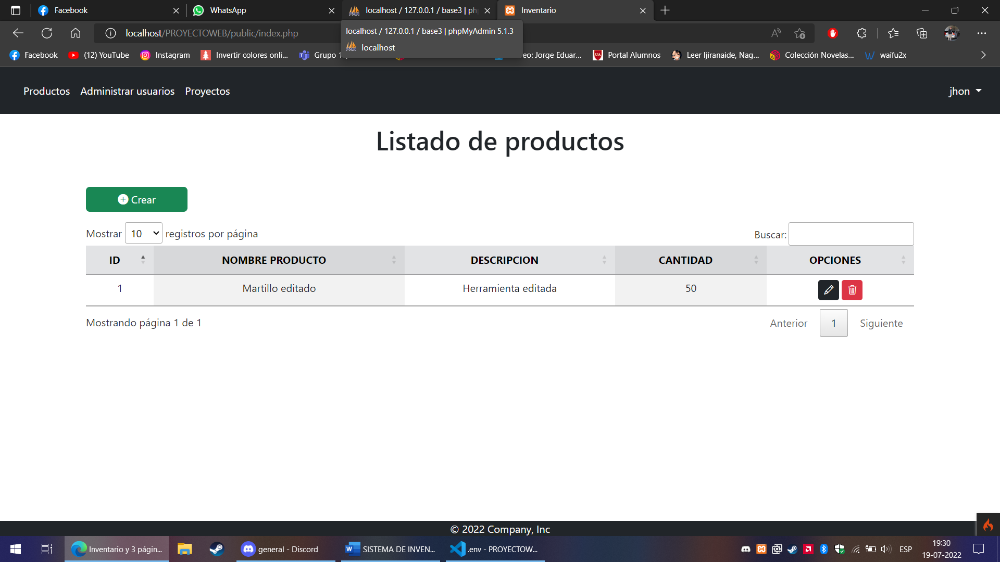 Facebook
WhatsApp
localhost / 127.0.0.1 / base3 | ph
Inventario
localhost/PROYECTOWEB/public/index.php
localhost / 127.0.0.1 / base3 | phpMyAdmin 5.1.3
localhost
Facebook
(12) YouTube
Instagram
Invertir colores onli...
Grupo 1
eo: Jorge Eduar...
Portal Alumnos
Leer Ijiranaide, Nag...
Colección Novelas...
waifu2x
Productos Administrar usuarios Proyectos
jhon
Listado de productos
Crear
Mostrar 10 registros por página
Buscar:
ID NOMBRE PRODUCTO DESCRIPCION CANTIDAD OPCIONES
1 Martillo editado Herramienta editada 50
Mostrando página 1 de 1
Anterior 1 Siguiente
© 2022 Company, Inc
Inventario y 3 págin...
general - Discord
SISTEMA DE INVEN...
.env - PROYECTOW...
ESP
19:30
19-07-2022